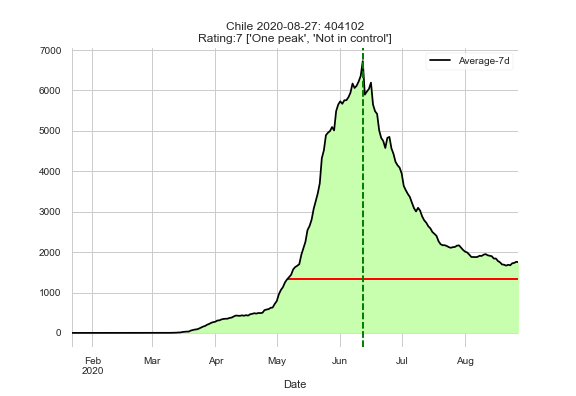 Chile 2020-08-27: 404102
Rating:7 ['One peak', 'Not in control']
7000
Average-7d
6000
5000
4000
3000
2000
1000
0
Feb Mar Apr May Jun Jul Aug
2020
Date